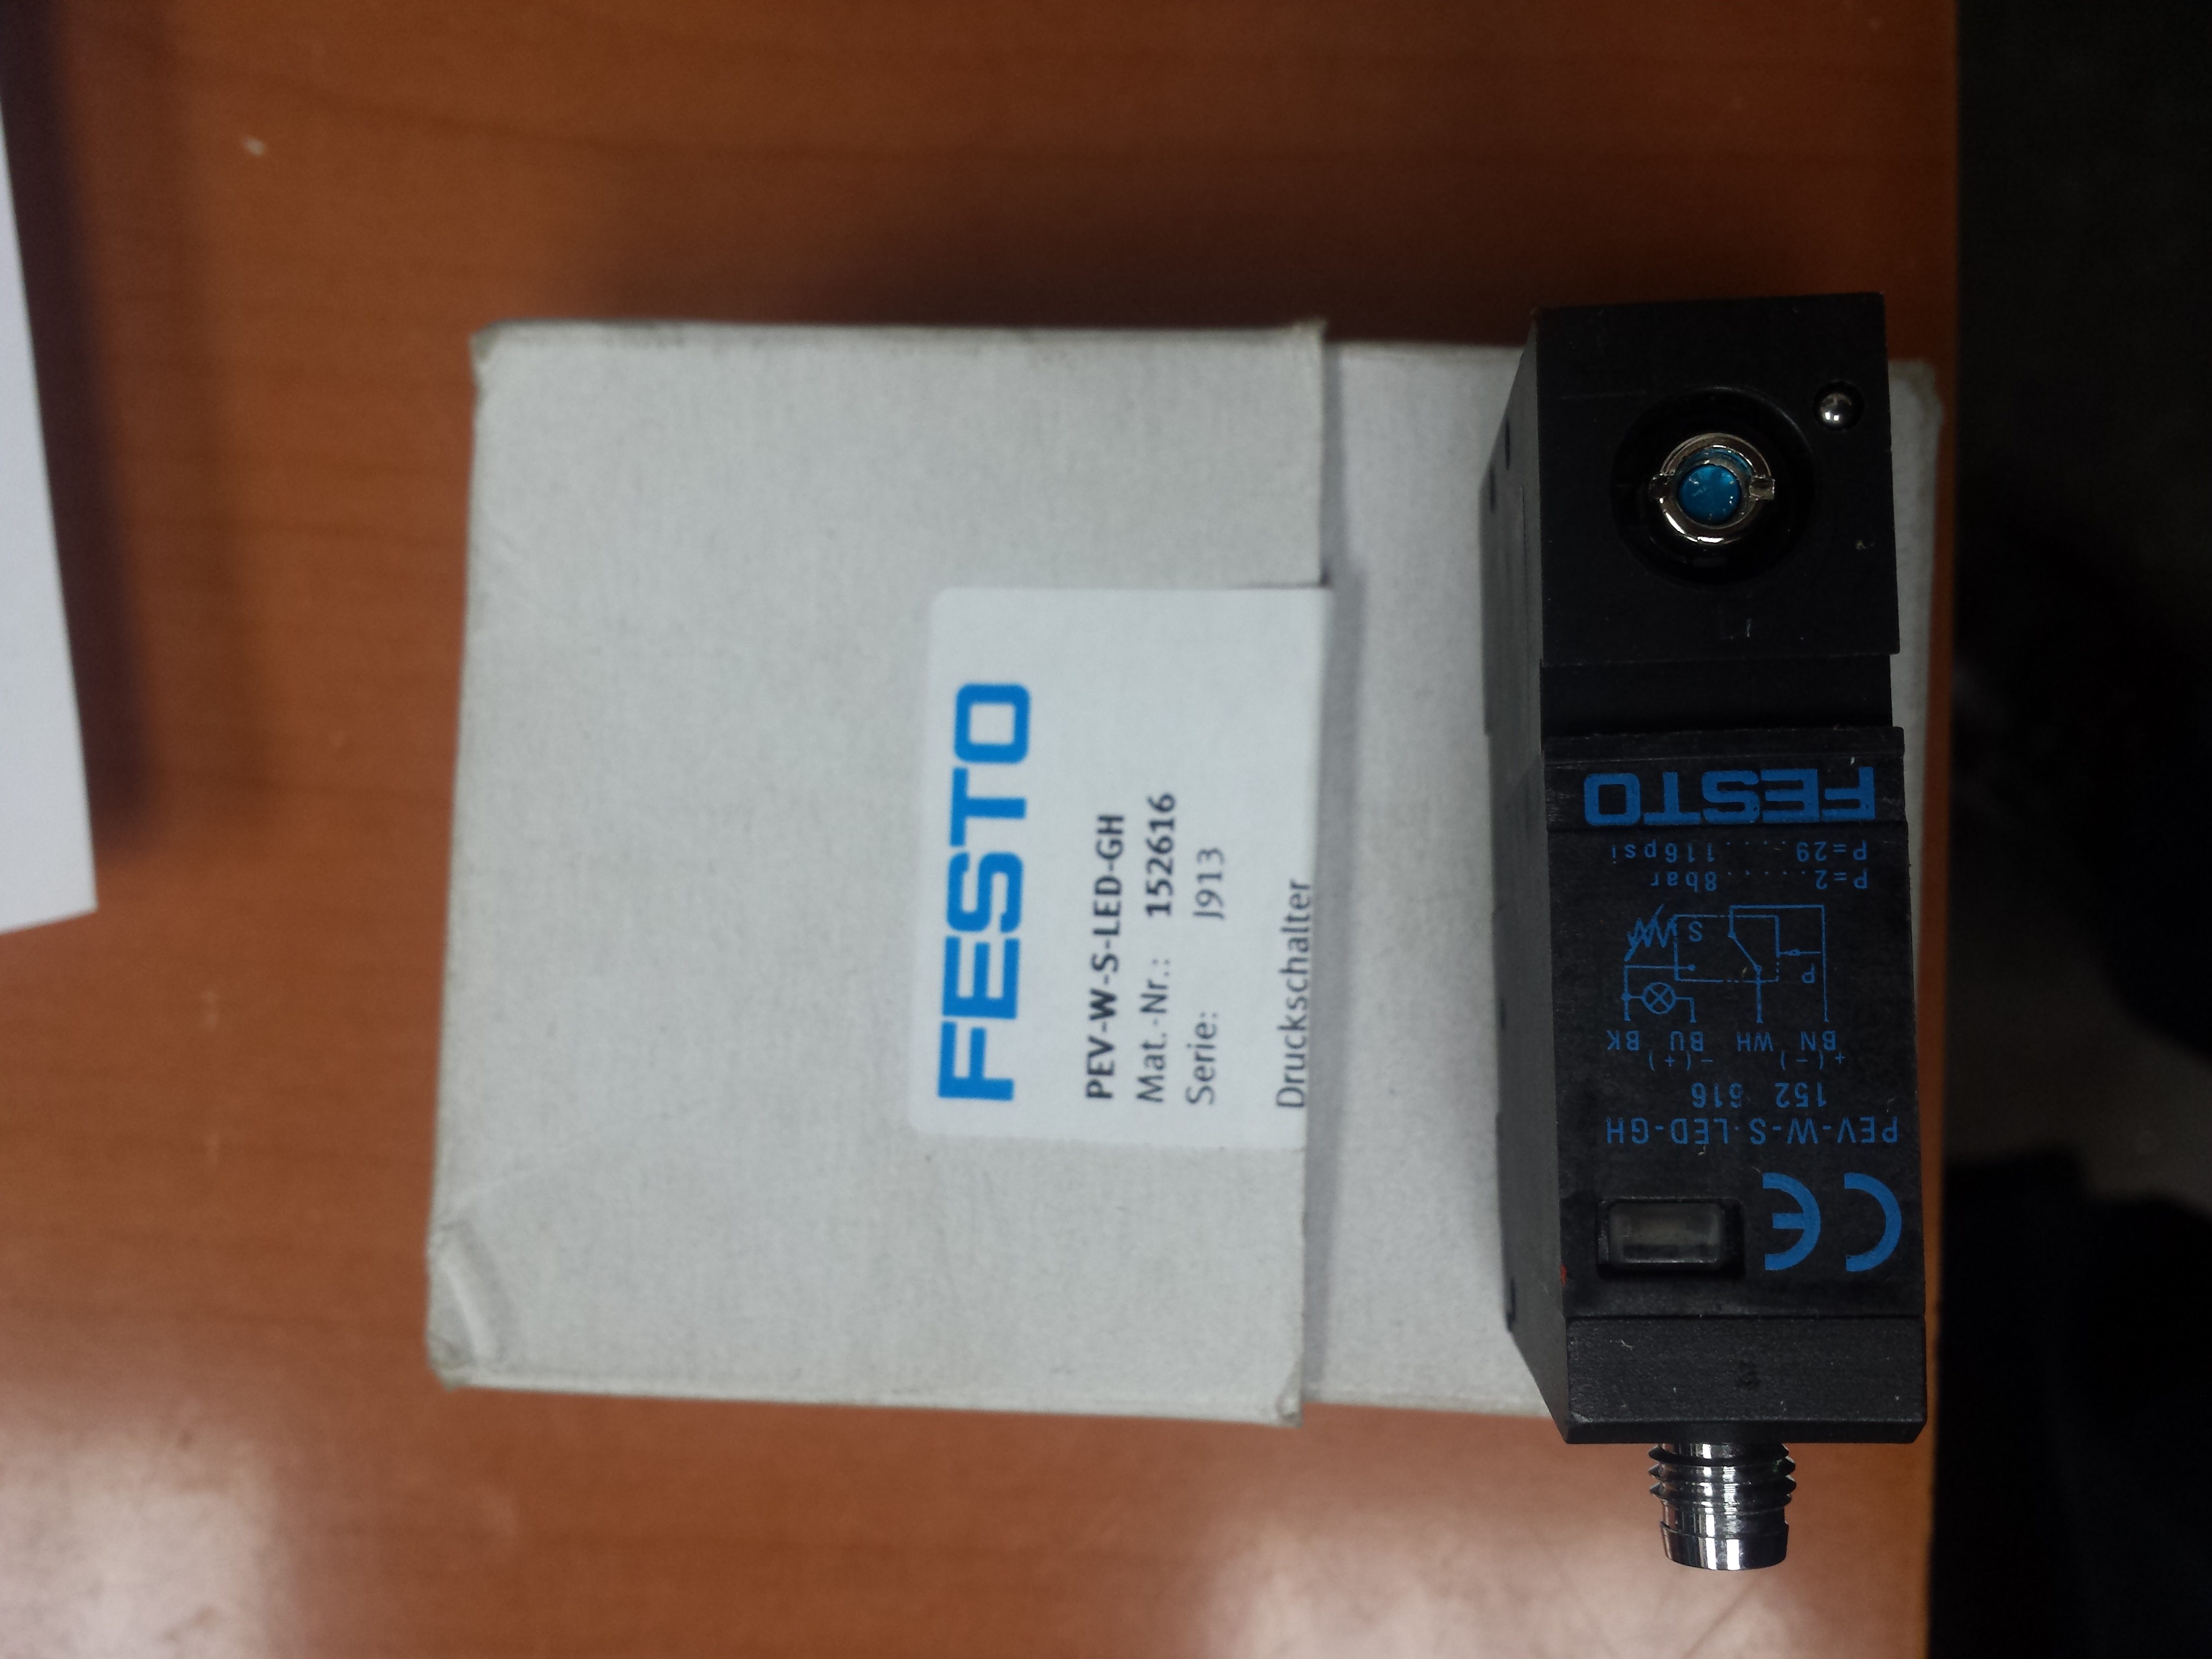 FESTO
PEV-W-S-LED-GH
Mat.-Nr.: 152616
Serie: J913
Druckschalter
FESTO
P=29......116psi
P=2......8bar
S
P
BN WH BU BK
+(-) -(+)
152 616
PEV-W-S-LED-GH
CE